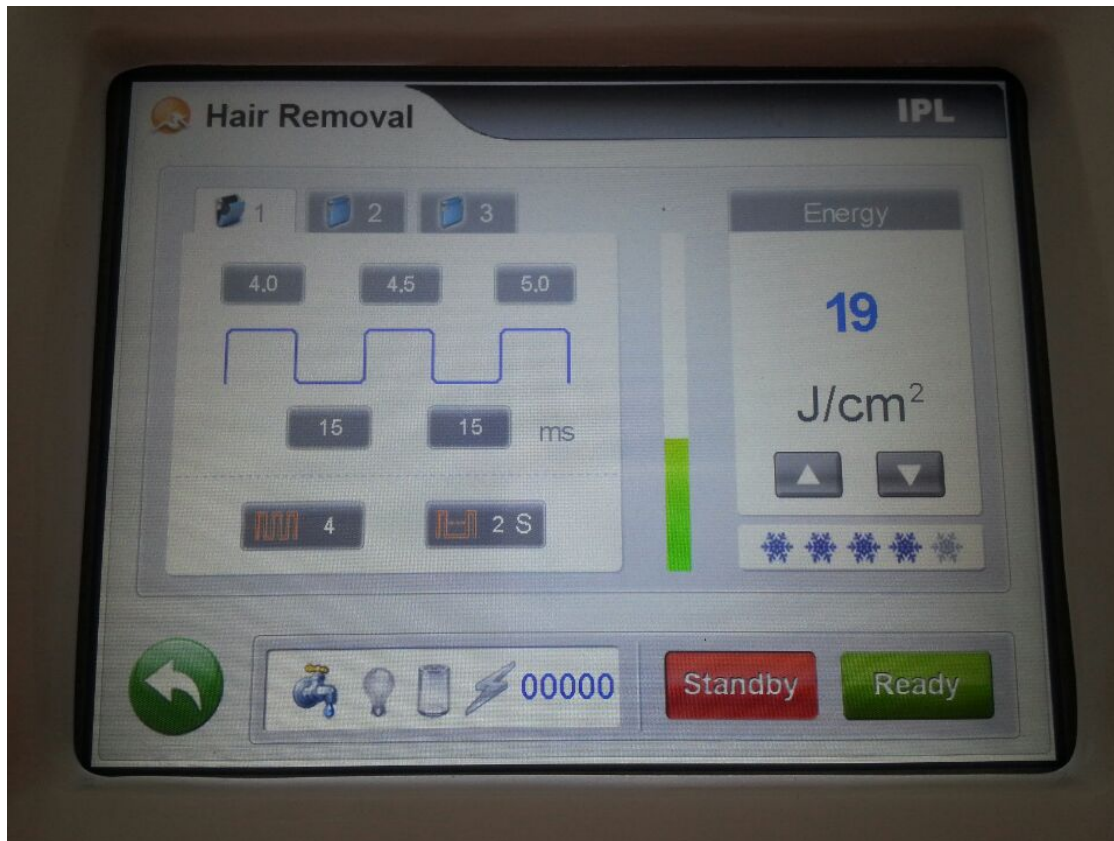 Hair Removal IPL
1 2 3 Energy
4.0 4.5 5.0
19
J/cm²
15 15 ms
4 2 S
00000 Standby Ready